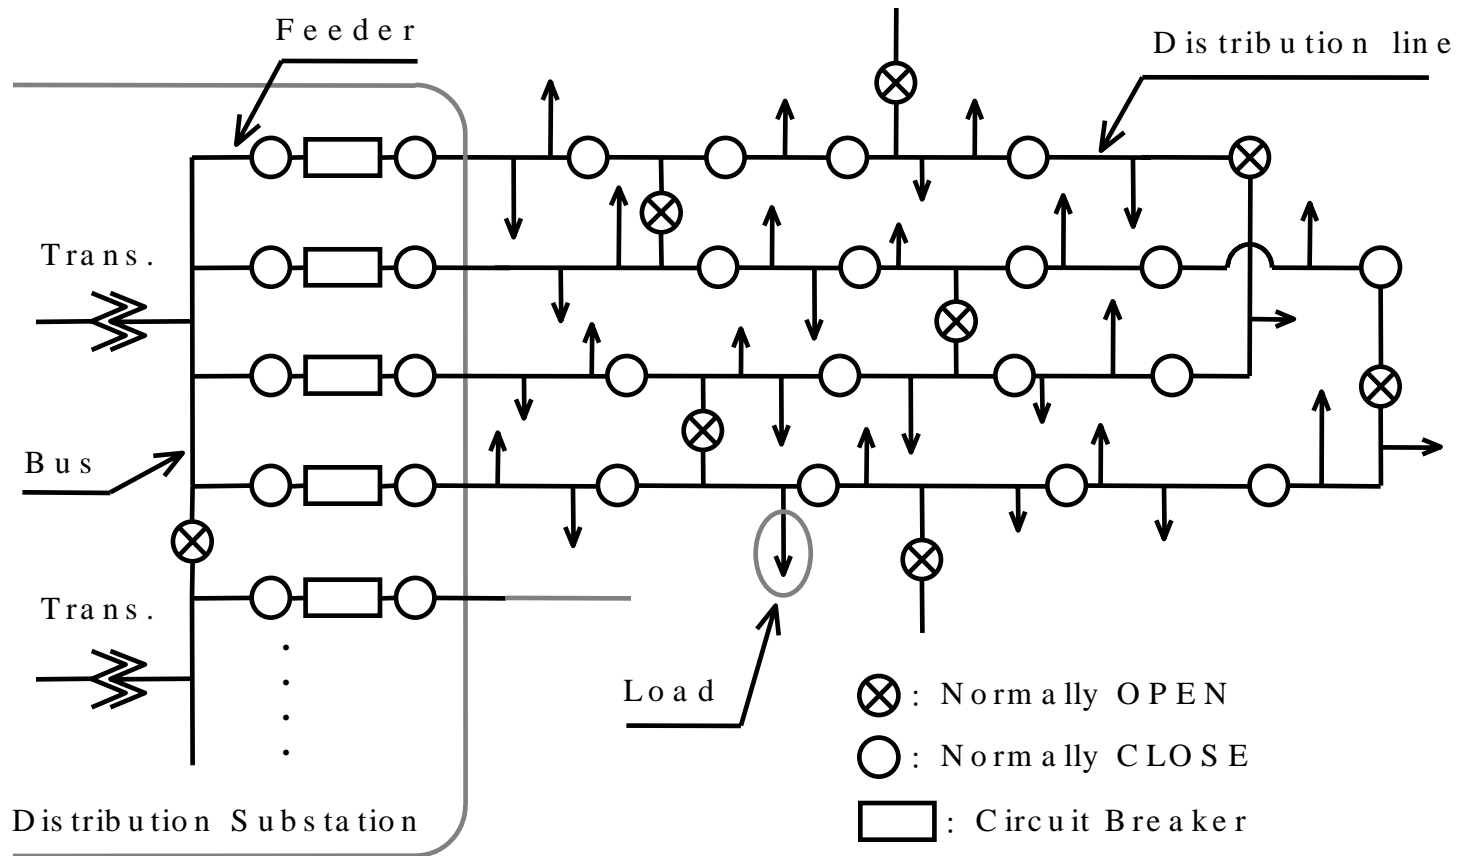 Feeder
Distribution line
Trans.
Bus
Trans.
Load
: Normally OPEN
: Normally CLOSE
: Circuit Breaker
Distribution Substation